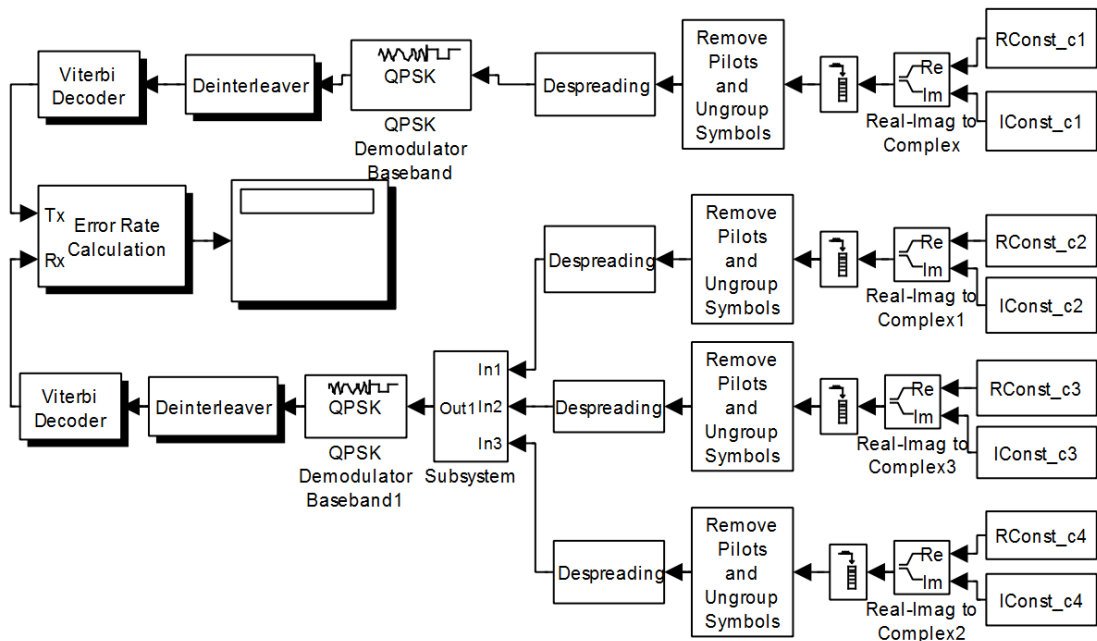 Viterbi
Decoder
Deinterleaver
QPSK
QPSK
Demodulator
Baseband
Despreading
Remove
Pilots
and
Ungroup
Symbols
Re
Im
Real-Imag to
Complex
RConst_c1
IConst_c1
Tx
Rx
Error Rate
Calculation
Despreading
Remove
Pilots
and
Ungroup
Symbols
Re
Im
Real-Imag to
Complex1
RConst_c2
IConst_c2
Viterbi
Decoder
Deinterleaver
QPSK
QPSK
Demodulator
Baseband1
In1
Out1
In2
In3
Subsystem
Despreading
Remove
Pilots
and
Ungroup
Symbols
Re
Im
Real-Imag to
Complex3
RConst_c3
IConst_c3
Despreading
Remove
Pilots
and
Ungroup
Symbols
Re
Im
Real-Imag to
Complex2
RConst_c4
IConst_c4